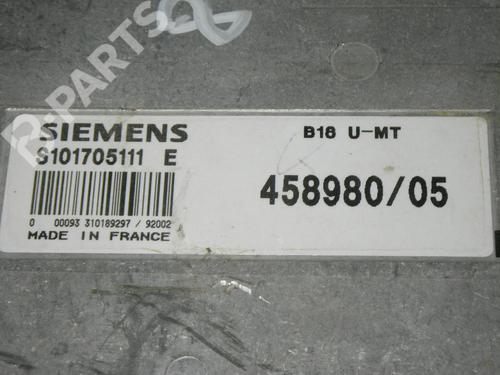 B-PARTS
SIEMENS
B18 U-MT
S101705111 E
458980/05
0 00093 310189297 / 92002
MADE IN FRANCE